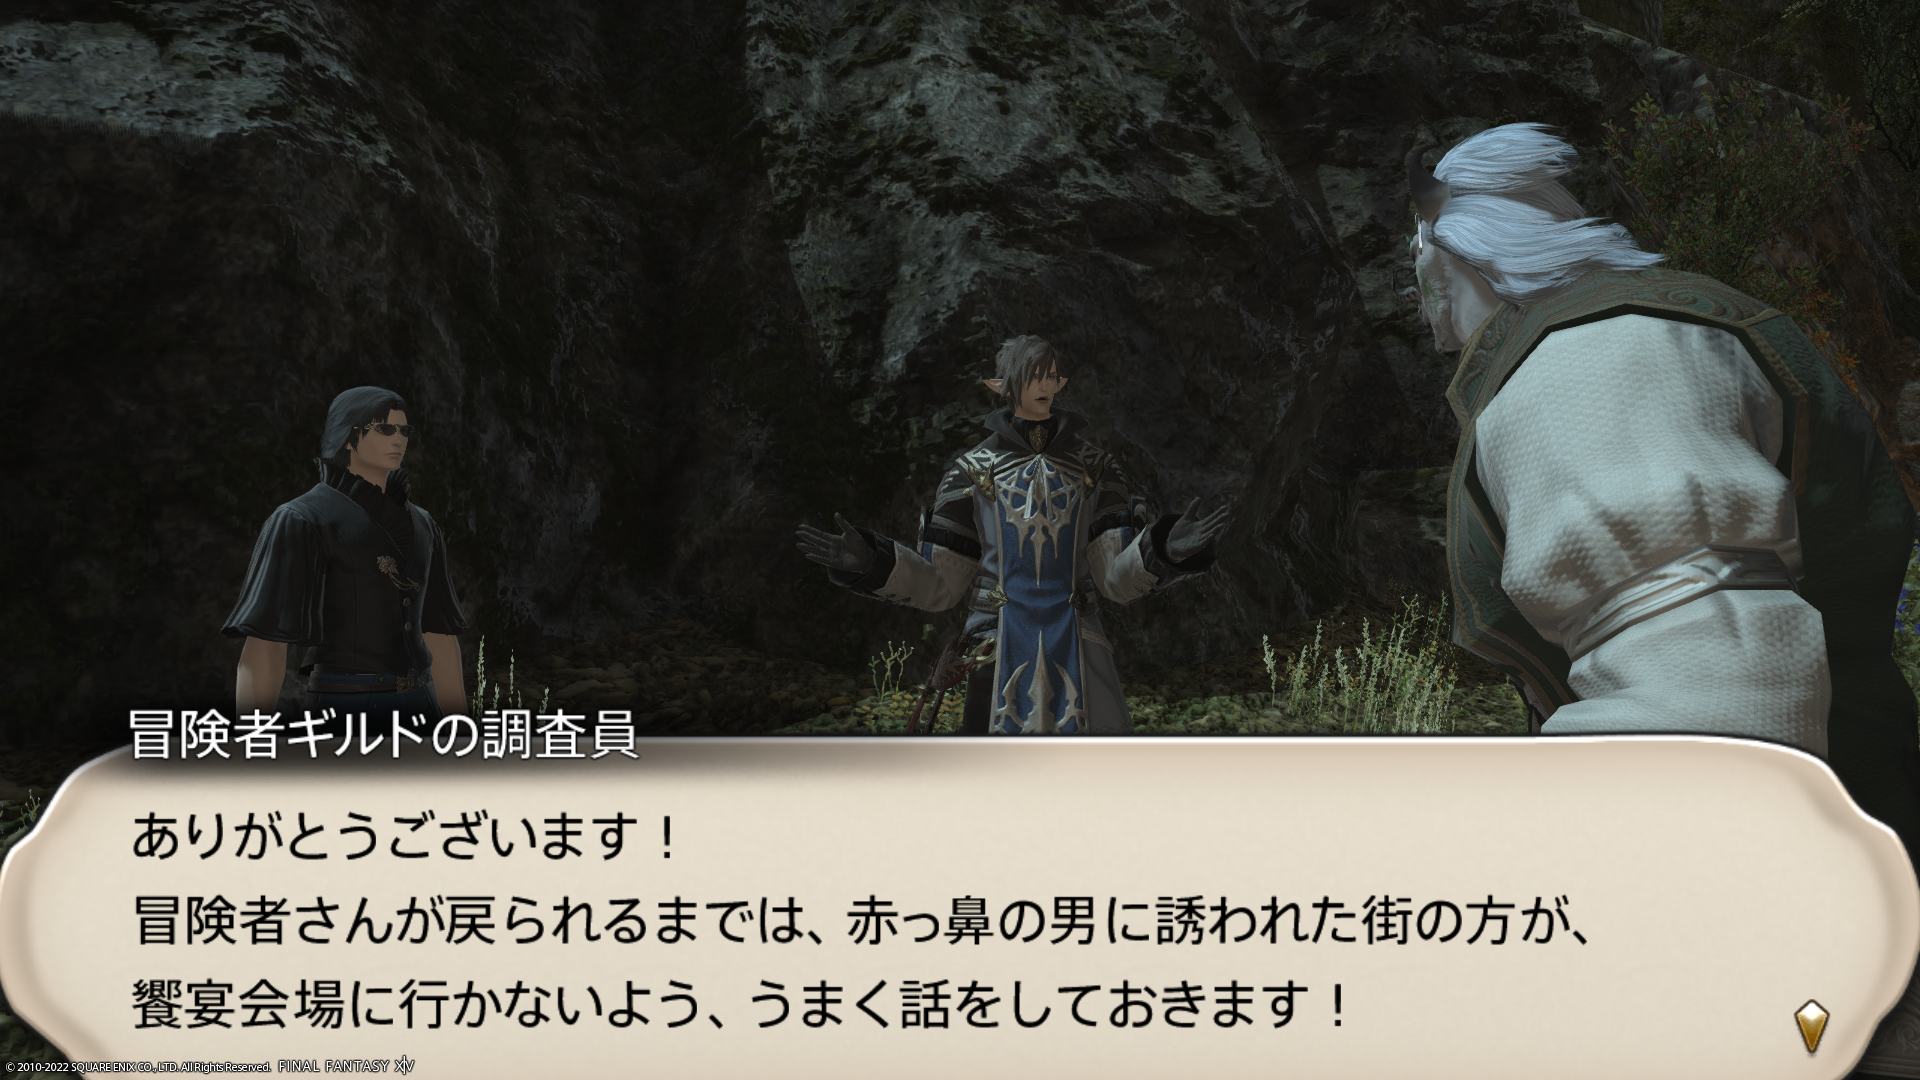 冒険者ギルドの調査員
ありがとうございます！
冒険者さんが戻られるまでは、赤っ鼻の男に誘われた街の方が、
饗宴会場に行かないよう、うまく話をしておきます！
© 2010-2022 SQUARE ENIX CO., LTD. All Rights Reserved. FINAL FANTASY XIV